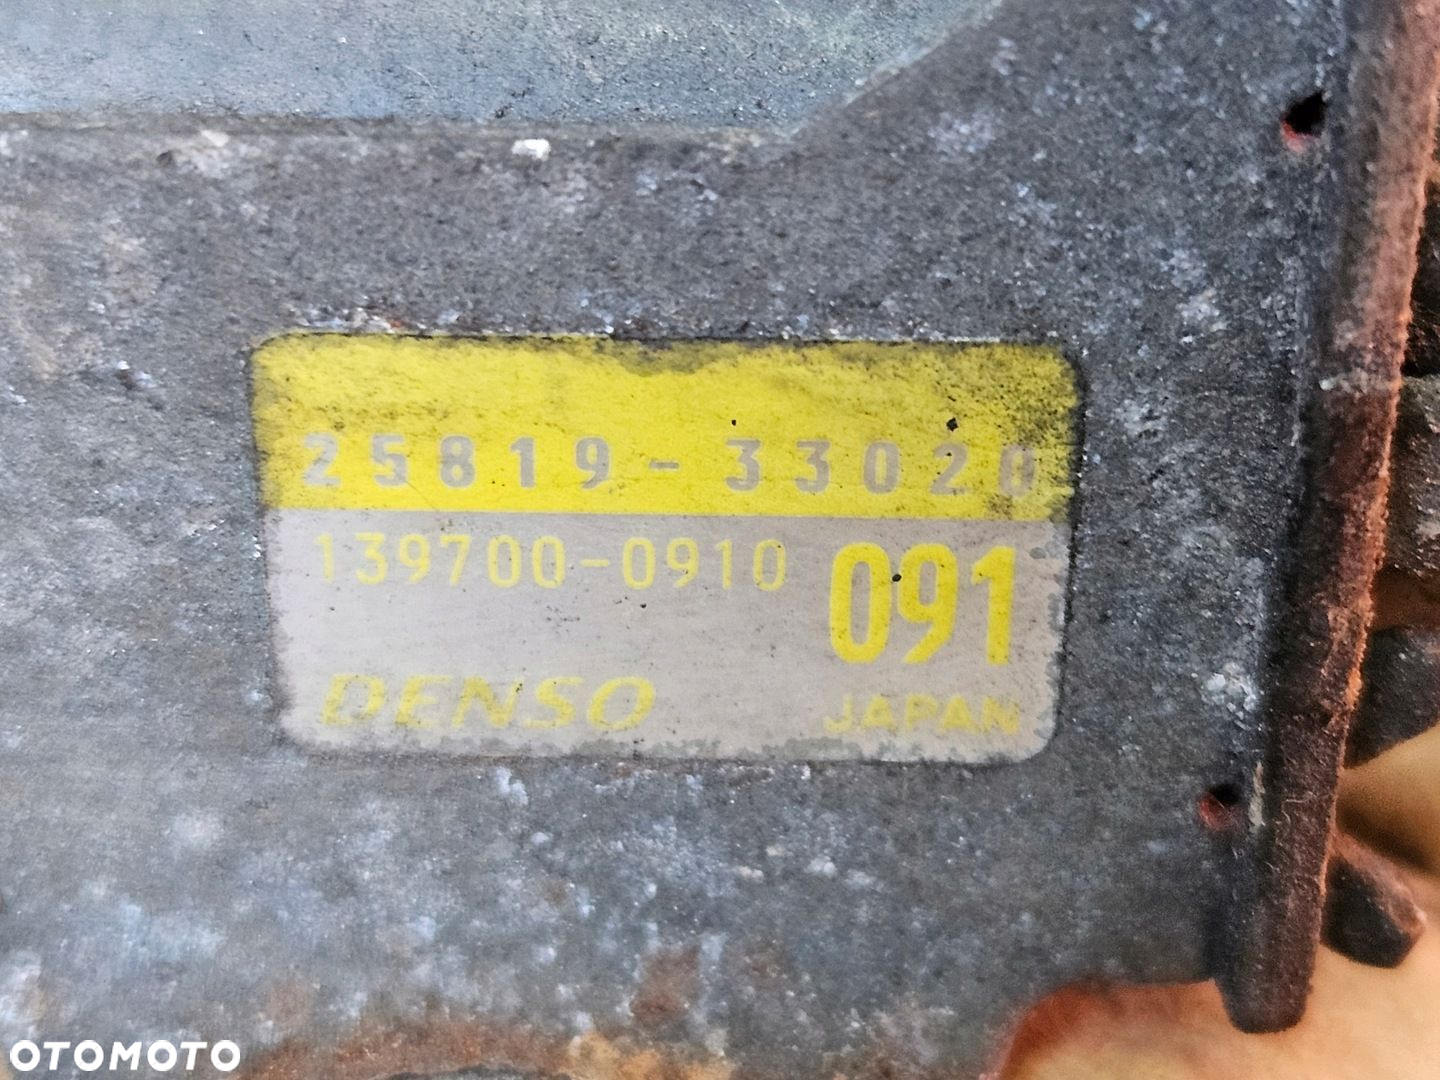 25819-33020
139700-0910 091
DENSO JAPAN
OTOMOTO